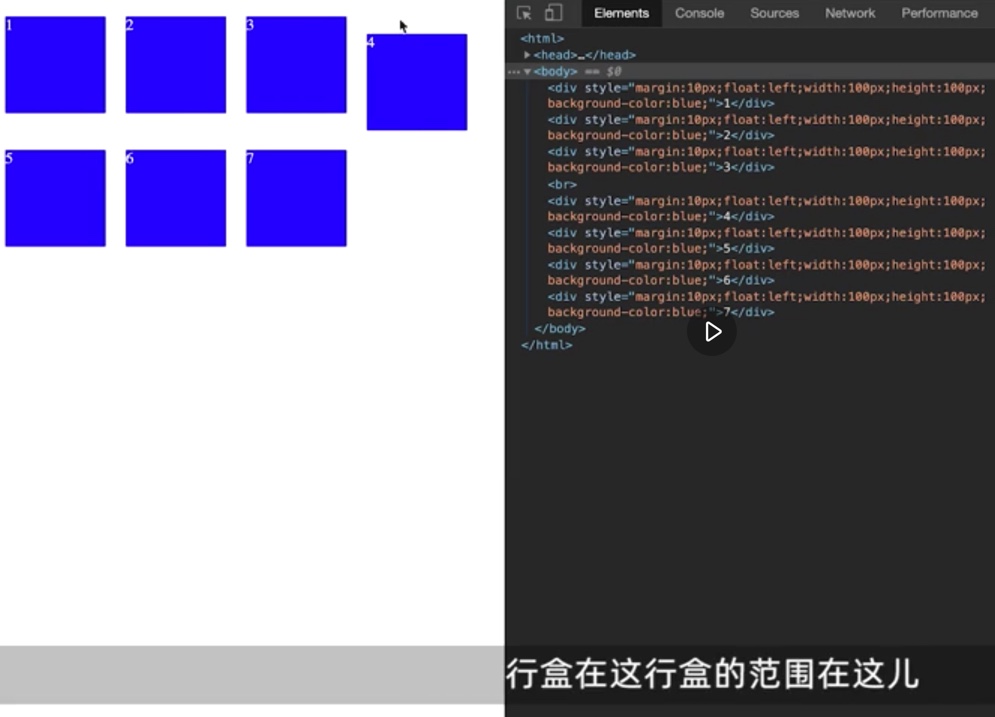 1 2 3 4
5 6 7
Elements Console Sources Network Performance
<html>
<head>…</head>
<body> == $0
<div style="margin:10px;float:left;width:100px;height:100px;
background-color:blue;">1</div>
<div style="margin:10px;float:left;width:100px;height:100px;
background-color:blue;">2</div>
<div style="margin:10px;float:left;width:100px;height:100px;
background-color:blue;">3</div>
<br>
<div style="margin:10px;float:left;width:100px;height:100px;
background-color:blue;">4</div>
<div style="margin:10px;float:left;width:100px;height:100px;
background-color:blue;">5</div>
<div style="margin:10px;float:left;width:100px;height:100px;
background-color:blue;">6</div>
<div style="margin:10px;float:left;width:100px;height:100px;
background-color:blue;">7</div>
</body>
</html>
行盒在这行盒的范围在这儿